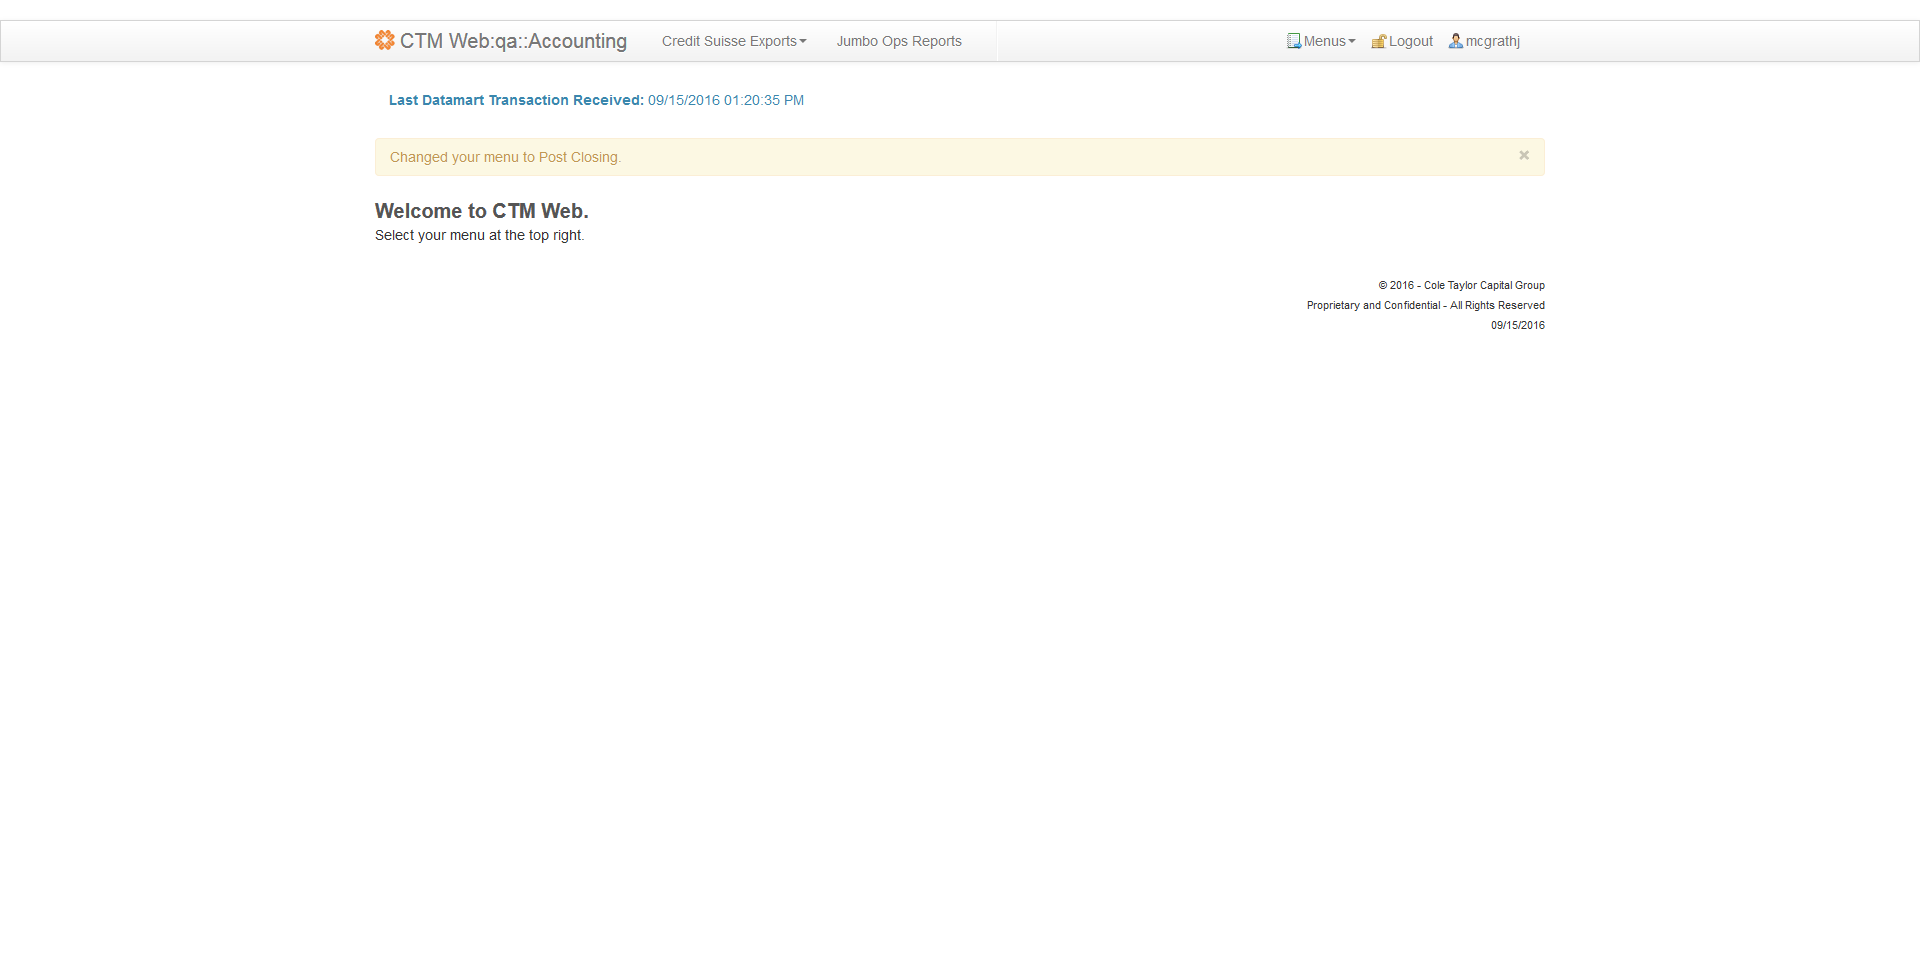 CTM Web:qa::Accounting Credit Suisse Exports Jumbo Ops Reports Menus Logout mcgrathj
Last Datamart Transaction Received: 09/15/2016 01:20:35 PM
Changed your menu to Post Closing. ×
Welcome to CTM Web.
Select your menu at the top right.
© 2016 - Cole Taylor Capital Group
Proprietary and Confidential - All Rights Reserved
09/15/2016